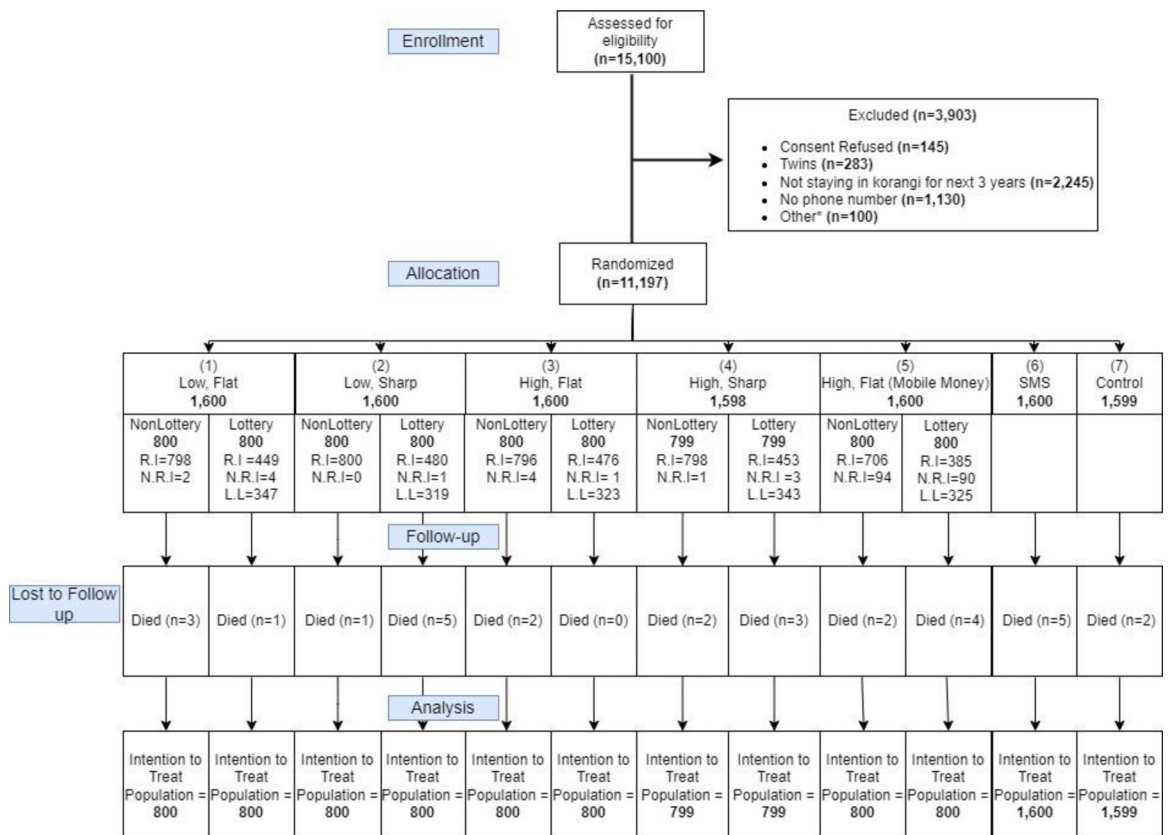 Enrollment
Assessed for
eligibility
(n=15,100)
Excluded (n=3,903)
• Consent Refused (n=145)
• Twins (n=283)
• Not staying in korangi for next 3 years (n=2,245)
• No phone number (n=1,130)
• Other* (n=100)
Allocation
Randomized
(n=11,197)
(1)
Low, Flat
1,600
(2)
Low, Sharp
1,600
(3)
High, Flat
1,600
(4)
High, Sharp
1,598
(5)
High, Flat (Mobile Money)
1,600
(6)
SMS
1,600
(7)
Control
1,599
NonLottery
800
R.I=798
N.R.I=2
Lottery
800
R.I =449
N.R.I=4
L.L=347
NonLottery
800
R.I=800
N.R.I=0
Lottery
800
R.I=480
N.R.I=1
L.L=319
NonLottery
800
R.I=796
N.R.I=4
Lottery
800
R.I=476
N.R.I= 1
L.L=323
NonLottery
799
R.I=798
N.R.I=1
Lottery
799
R.I=453
N.R.I =3
L.L=343
NonLottery
800
R.I=706
N.R.I=94
Lottery
800
R.I=385
N.R.I=90
L.L=325
Follow-up
Lost to Follow
up
Died (n=3)
Died (n=1)
Died (n=1)
Died (n=5)
Died (n=2)
Died (n=0)
Died (n=2)
Died (n=3)
Died (n=2)
Died (n=4)
Died (n=5)
Died (n=2)
Analysis
Intention to
Treat
Population =
800
Intention to
Treat
Population =
800
Intention to
Treat
Population =
800
Intention to
Treat
Population =
800
Intention to
Treat
Population =
800
Intention to
Treat
Population =
800
Intention to
Treat
Population =
799
Intention to
Treat
Population =
799
Intention to
Treat
Population =
800
Intention to
Treat
Population =
800
Intention to
Treat
Population =
1,600
Intention to
Treat
Population =
1,599